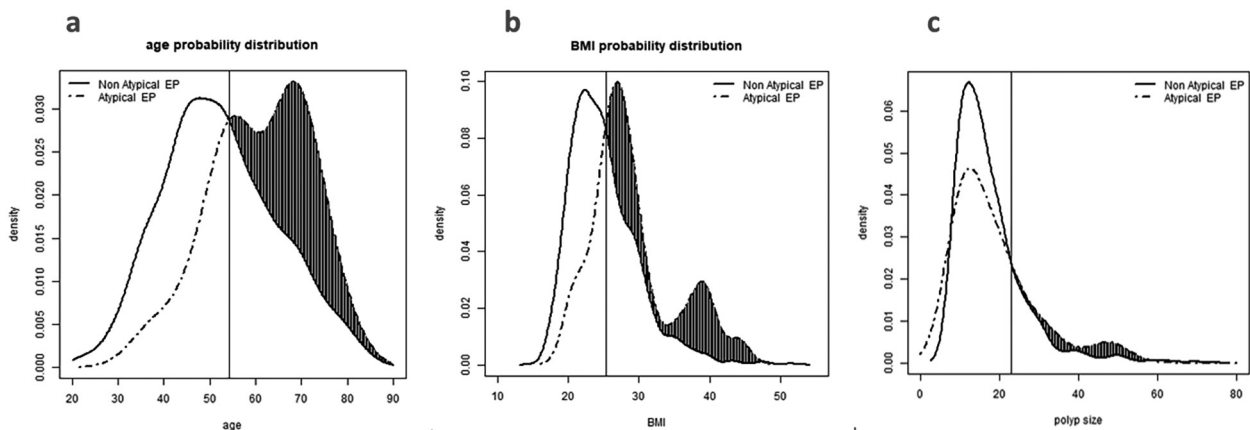 a
age probability distribution
Non Atypical EP
Atypical EP
density
0.000
0.005
0.010
0.015
0.020
0.025
0.030
20 30 40 50 60 70 80 90
age
b
BMI probability distribution
Non Atypical EP
Atypical EP
density
0.00
0.02
0.04
0.06
0.08
0.10
10 20 30 40 50
BMI
c
Non Atypical EP
Atypical EP
density
0.00
0.01
0.02
0.03
0.04
0.05
0.06
0 20 40 60 80
polyp size